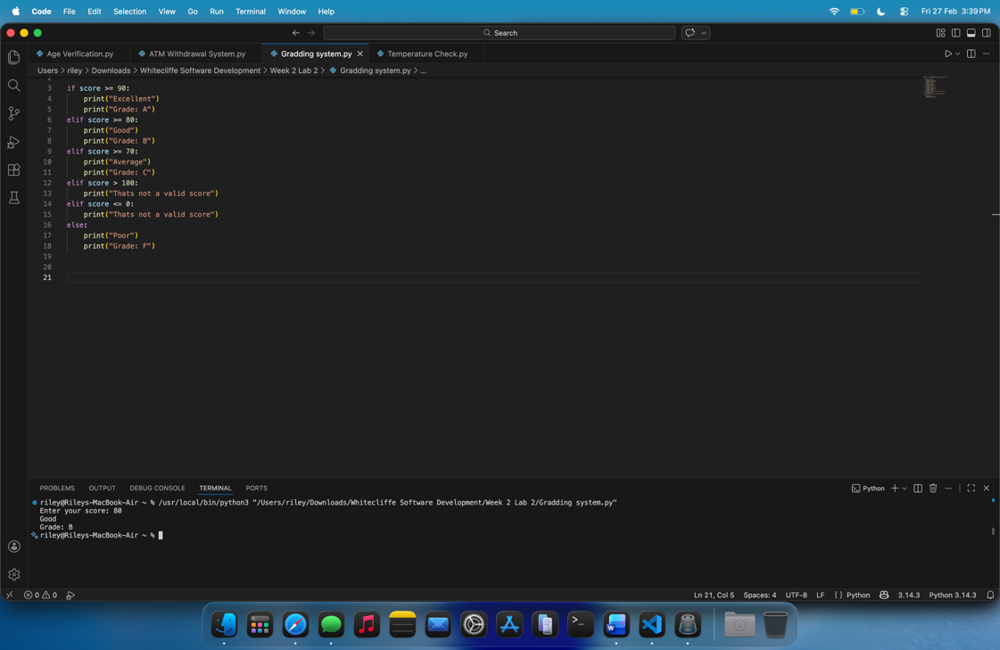 Code File Edit Selection View Go Run Terminal Window Help Fri 27 Feb 3:39 PM
Search
Age Verification.py ATM Withdrawal System.py Gradding system.py Temperature Check.py
Users > riley > Downloads > Whitecliffe Software Development > Week 2 Lab 2 > Gradding system.py > ...
2
3 if score >= 90:
4 print("Excellent")
5 print("Grade: A")
6 elif score >= 80:
7 print("Good")
8 print("Grade: B")
9 elif score >= 70:
10 print("Average")
11 print("Grade: C")
12 elif score > 100:
13 print("Thats not a valid score")
14 elif score <= 0:
15 print("Thats not a valid score")
16 else:
17 print("Poor")
18 print("Grade: F")
19
20
21
PROBLEMS OUTPUT DEBUG CONSOLE TERMINAL PORTS Python
riley@Rileys-MacBook-Air ~ % /usr/local/bin/python3 "/Users/riley/Downloads/Whitecliffe Software Development/Week 2 Lab 2/Gradding system.py"
Enter your score: 80
Good
Grade: B
riley@Rileys-MacBook-Air ~ %
0 0 Ln 21, Col 5 Spaces: 4 UTF-8 LF { } Python 3.14.3 Python 3.14.3
W